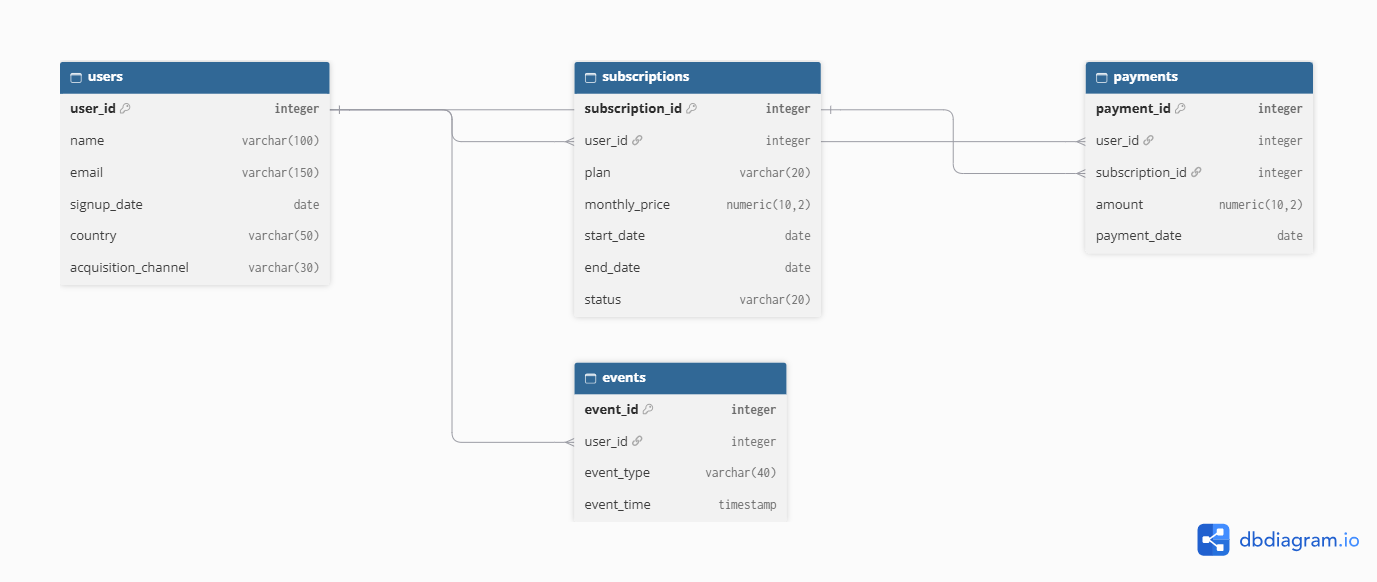 users
user_id integer
name varchar(100)
email varchar(150)
signup_date date
country varchar(50)
acquisition_channel varchar(30)
subscriptions
subscription_id integer
user_id integer
plan varchar(20)
monthly_price numeric(10,2)
start_date date
end_date date
status varchar(20)
payments
payment_id integer
user_id integer
subscription_id integer
amount numeric(10,2)
payment_date date
events
event_id integer
user_id integer
event_type varchar(40)
event_time timestamp
dbdiagram.io